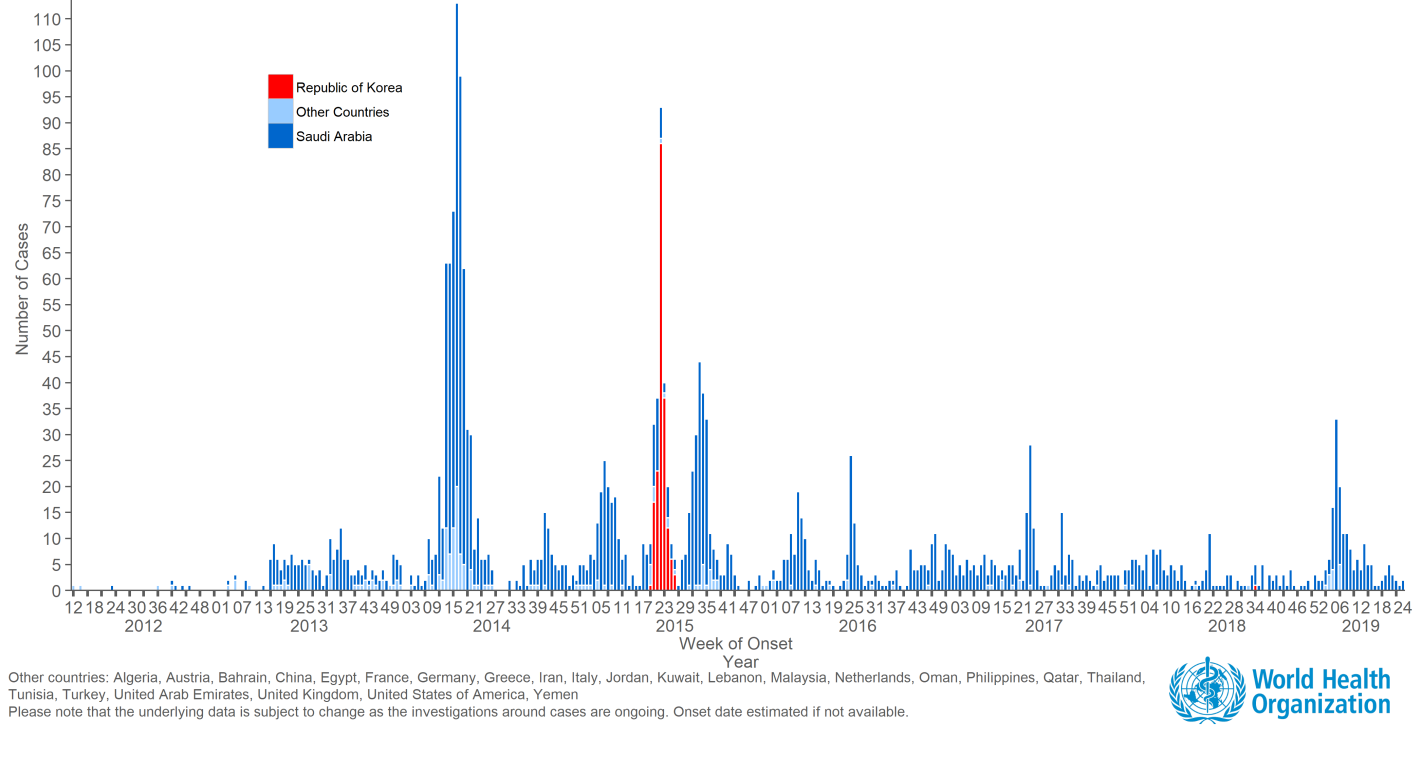 110
105
100
95
90
85
80
75
70
65
60
55
50
45
40
35
30
25
20
15
10
5
0
Number of Cases
Republic of Korea
Other Countries
Saudi Arabia
12 18 24 30 36 42 48 01 07 13 19 25 31 37 43 49 03 09 15 21 27 33 39 45 51 05 11 17 23 29 35 41 47 01 07 13 19 25 31 37 43 49 03 09 15 21 27 33 39 45 51 04 10 16 22 28 34 40 46 52 06 12 18 24
2012 2013 2014 2015 2016 2017 2018 2019
Week of Onset
Year
Other countries: Algeria, Austria, Bahrain, China, Egypt, France, Germany, Greece, Iran, Italy, Jordan, Kuwait, Lebanon, Malaysia, Netherlands, Oman, Philippines, Qatar, Thailand,
Tunisia, Turkey, United Arab Emirates, United Kingdom, United States of America, Yemen
Please note that the underlying data is subject to change as the investigations around cases are ongoing. Onset date estimated if not available.
World Health
Organization